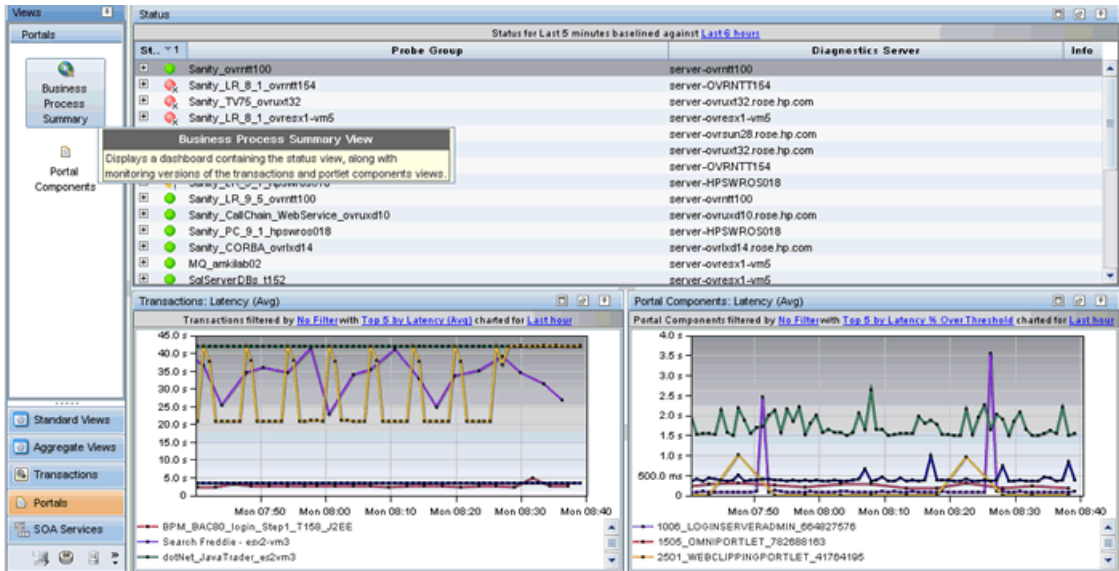 Views
Portals
Business
Process
Summary
Portal
Components
Standard Views
Aggregate Views
Transactions
Portals
SOA Services
Status
Status for Last 5 minutes baselined against Last 6 hours
St.. 1 Probe Group Diagnostics Server Info
Sanity_ovrntt100 server-ovrntt100
Sanity_LR_8_1_ovrntt154 server-OVRNTT154
Sanity_TV75_ovruxt32 server-ovruxt32.rose.hp.com
Sanity_LR_8_1_ovresx1-vm5 server-ovresx1-vm5
server-ovrsun28.rose.hp.com
server-ovruxt32.rose.hp.com
server-OVRNTT154
server-HPSWROS018
Sanity_LR_9_5_ovrntt100 server-ovrntt100
Sanity_CallChain_WebService_ovruxd10 server-ovruxd10.rose.hp.com
Sanity_PC_9_1_hpswros018 server-HPSWROS018
Sanity_CORBA_ovrlxd14 server-ovrlxd14.rose.hp.com
MQ_amkilab02 server-ovresx1-vm5
SqlServerDBs_t152 server-ovresx1-vm5
Business Process Summary View
Displays a dashboard containing the status view, along with
monitoring versions of the transactions and portlet components views.
Transactions: Latency (Avg)
Transactions filtered by No Filter with Top 5 by Latency (Avg) charted for Last hour
45.0 s
40.0 s
35.0 s
30.0 s
25.0 s
20.0 s
15.0 s
10.0 s
5.0 s
0
Mon 07:50 Mon 08:00 Mon 08:10 Mon 08:20 Mon 08:30 Mon 08:40
BPM_BAC80_login_Step1_T158_J2EE
Search Freddie - esx2-vm3
dotNet_JavaTrader_es2vm3
Portal Components: Latency (Avg)
Portal Components filtered by No Filter with Top 5 by Latency % Over Threshold charted for Last hour
4.0 s
3.0 s
2.5 s
2.0 s
1.5 s
1.0 s
500.0 ms
0
Mon 07:50 Mon 08:00 Mon 08:10 Mon 08:20 Mon 08:30 Mon 08:40
1006_LOGINSERVERADMIN_664827576
1505_OMNIPORTLET_782688163
2501_WEBCLIPPINGPORTLET_41764195